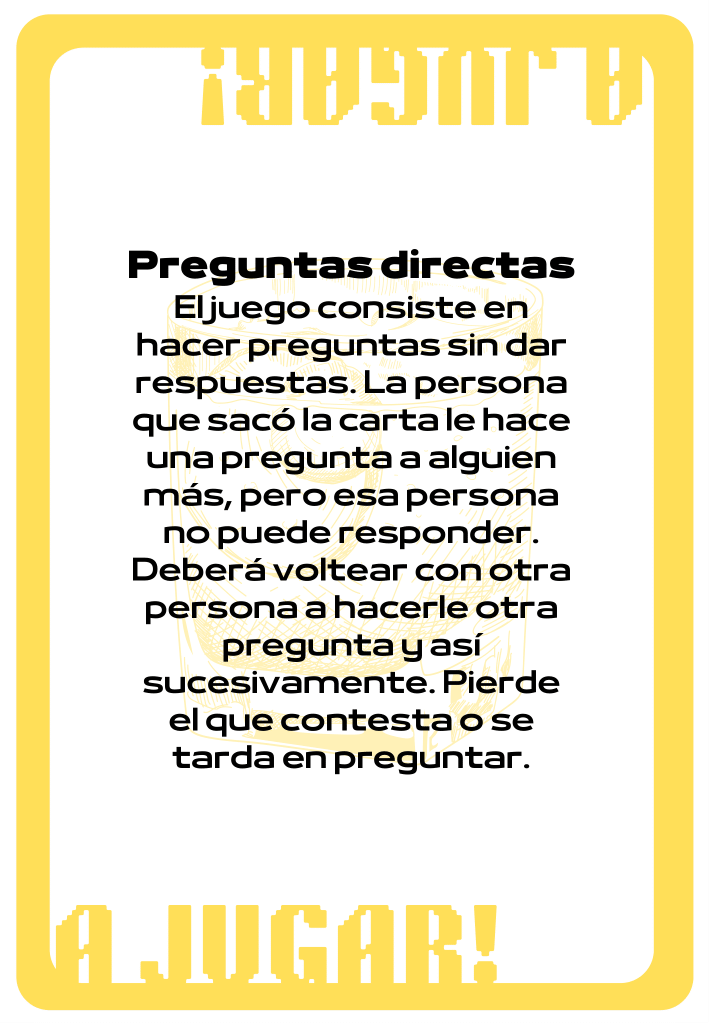 A JUGAR!
Preguntas directas
El juego consiste en
hacer preguntas sin dar
respuestas. La persona
que sacó la carta le hace
una pregunta a alguien
más, pero esa persona
no puede responder.
Deberá voltear con otra
persona a hacerle otra
pregunta y así
sucesivamente. Pierde
el que contesta o se
tarda en preguntar.
A JUGAR!